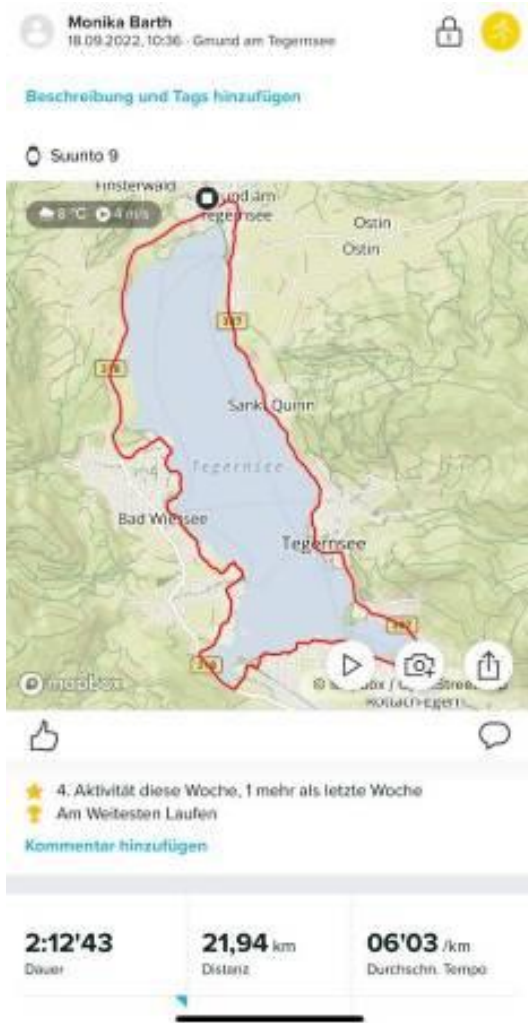 Monika Barth
18.09.2022, 10:36 · Gmund am Tegernsee
Beschreibung und Tags hinzufügen
Suunto 9
Finsterwald
8 °C 4 m/s
Ostin
Ostin
307
318
Sankt Quirin
Tegernsee
Bad Wiessee
Tegernsee
307
318
mapbox
Rottach-Egern
4. Aktivität diese Woche, 1 mehr als letzte Woche
Am Weitesten Laufen
Kommentar hinzufügen
2:12'43 21,94 km 06'03 /km
Dauer Distanz Durchschn. Tempo